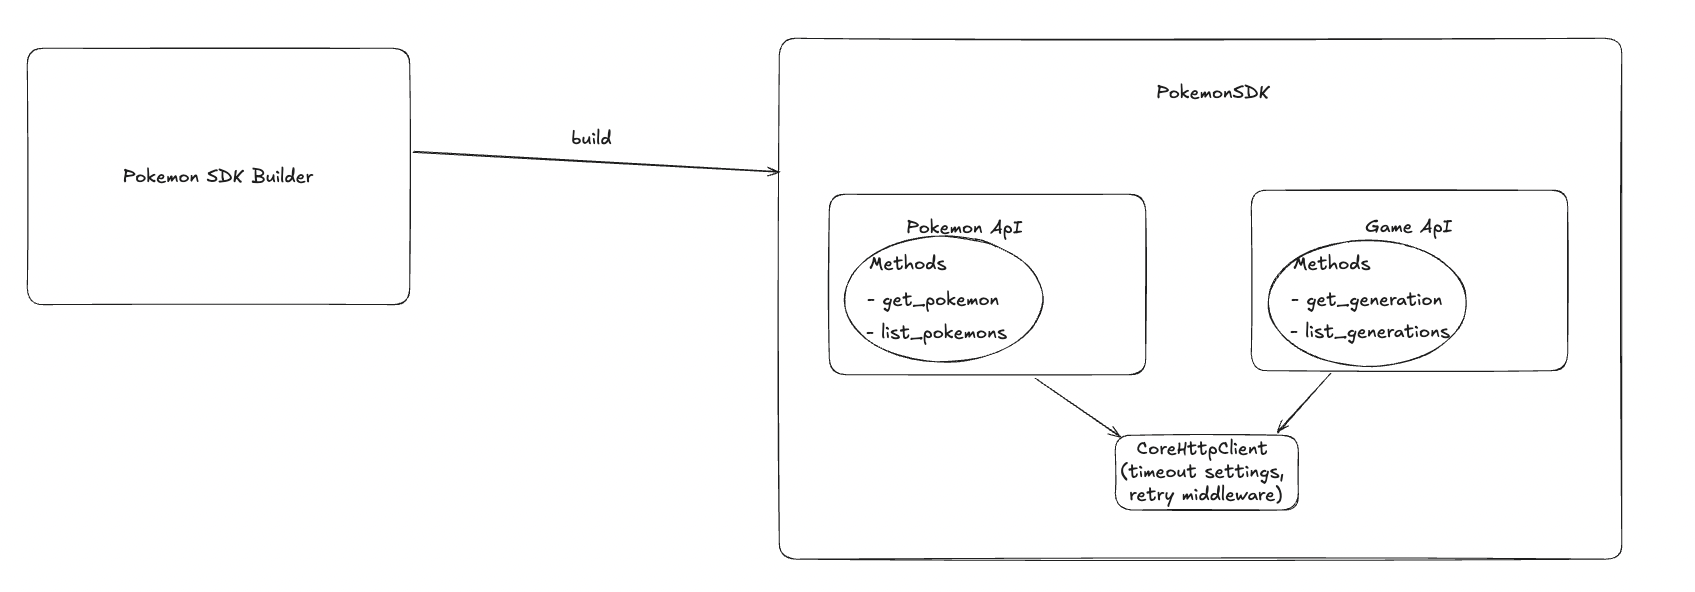 Pokemon SDK Builder
build
PokemonSDK
Pokemon ApI
Methods
- get_pokemon
- list_pokemons
Game ApI
Methods
- get_generation
- list_generations
CoreHttpClient
(timeout settings,
retry middleware)